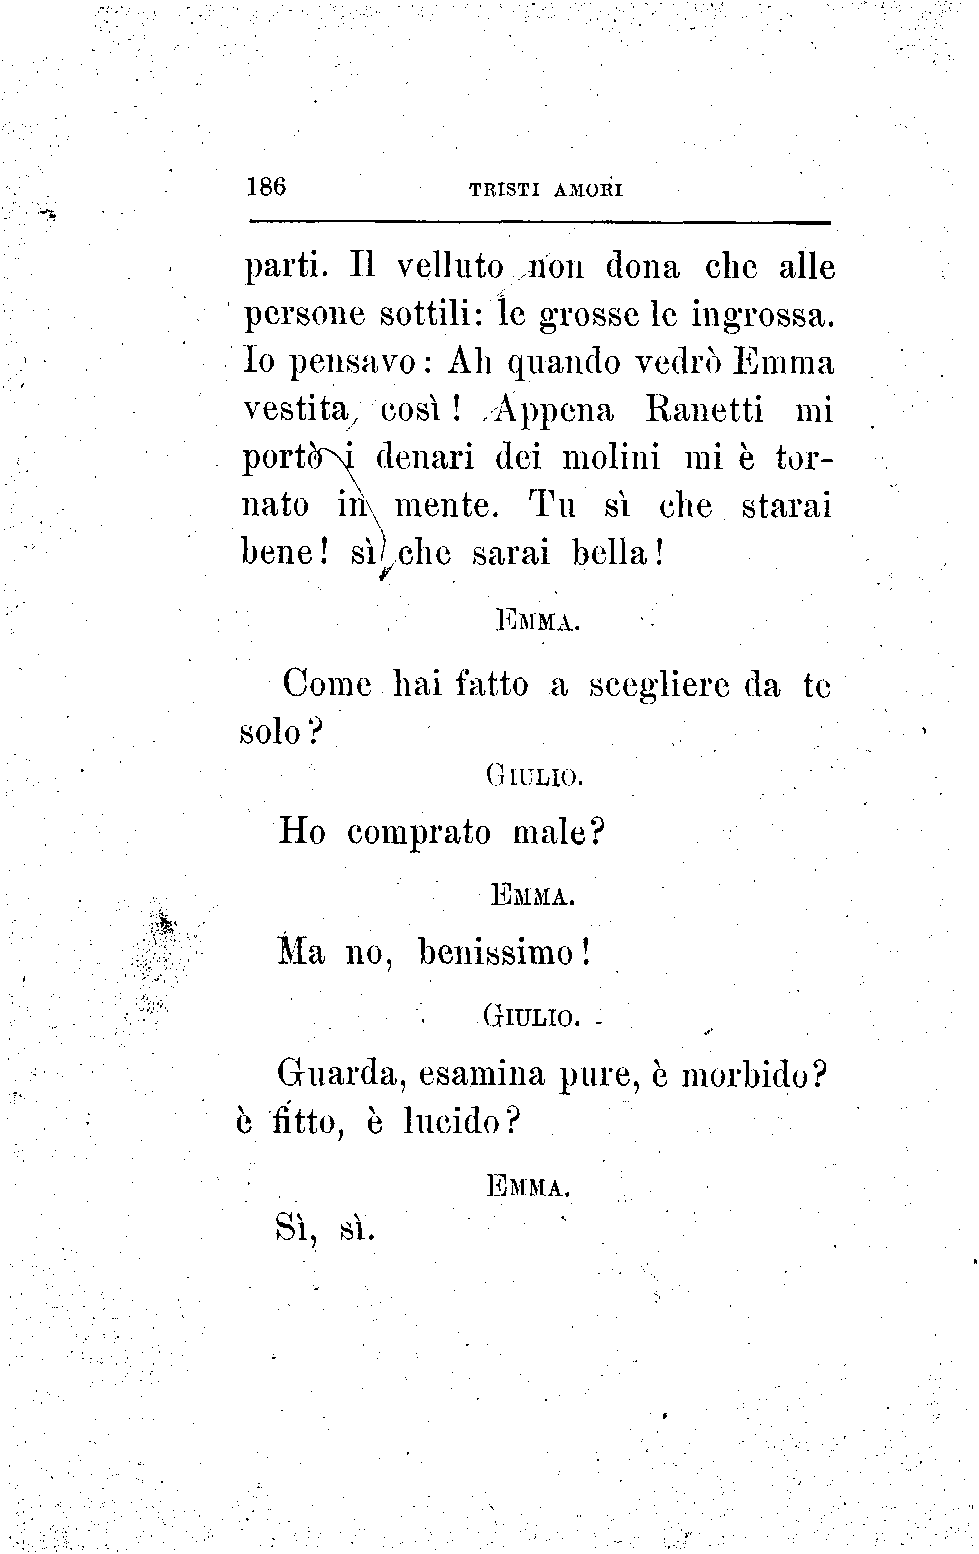 186 TRISTI AMORI
parti. Il velluto non dona che alle
persone sottili: le grosse le ingrossa.
Io pensavo: Ah quando vedrò Emma
vestita così! Appena Ranetti mi
portò i denari dei molini mi è tor-
nato in mente. Tu sì che starai
bene! sì che sarai bella!
EMMA.
Come hai fatto a scegliere da te
solo?
GIULIO.
Ho comprato male?
EMMA.
Ma no, benissimo!
GIULIO.
Guarda, esamina pure, è morbido?
è fitto, è lucido?
EMMA.
Sì, sì.